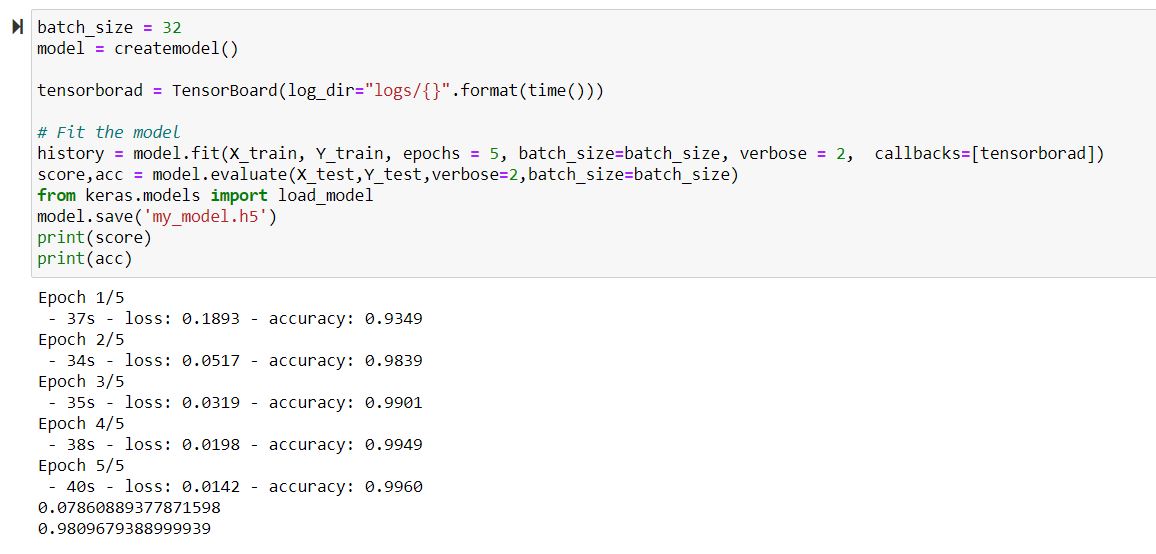 batch_size = 32
model = createmodel()
tensorborad = TensorBoard(log_dir="logs/{}".format(time()))
# Fit the model
history = model.fit(X_train, Y_train, epochs = 5, batch_size=batch_size, verbose = 2,  callbacks=[tensorborad])
score,acc = model.evaluate(X_test,Y_test,verbose=2,batch_size=batch_size)
from keras.models import load_model
model.save('my_model.h5')
print(score)
print(acc)
Epoch 1/5
 - 37s - loss: 0.1893 - accuracy: 0.9349
Epoch 2/5
 - 34s - loss: 0.0517 - accuracy: 0.9839
Epoch 3/5
 - 35s - loss: 0.0319 - accuracy: 0.9901
Epoch 4/5
 - 38s - loss: 0.0198 - accuracy: 0.9949
Epoch 5/5
 - 40s - loss: 0.0142 - accuracy: 0.9960
0.07860889377871598
0.9809679388999939